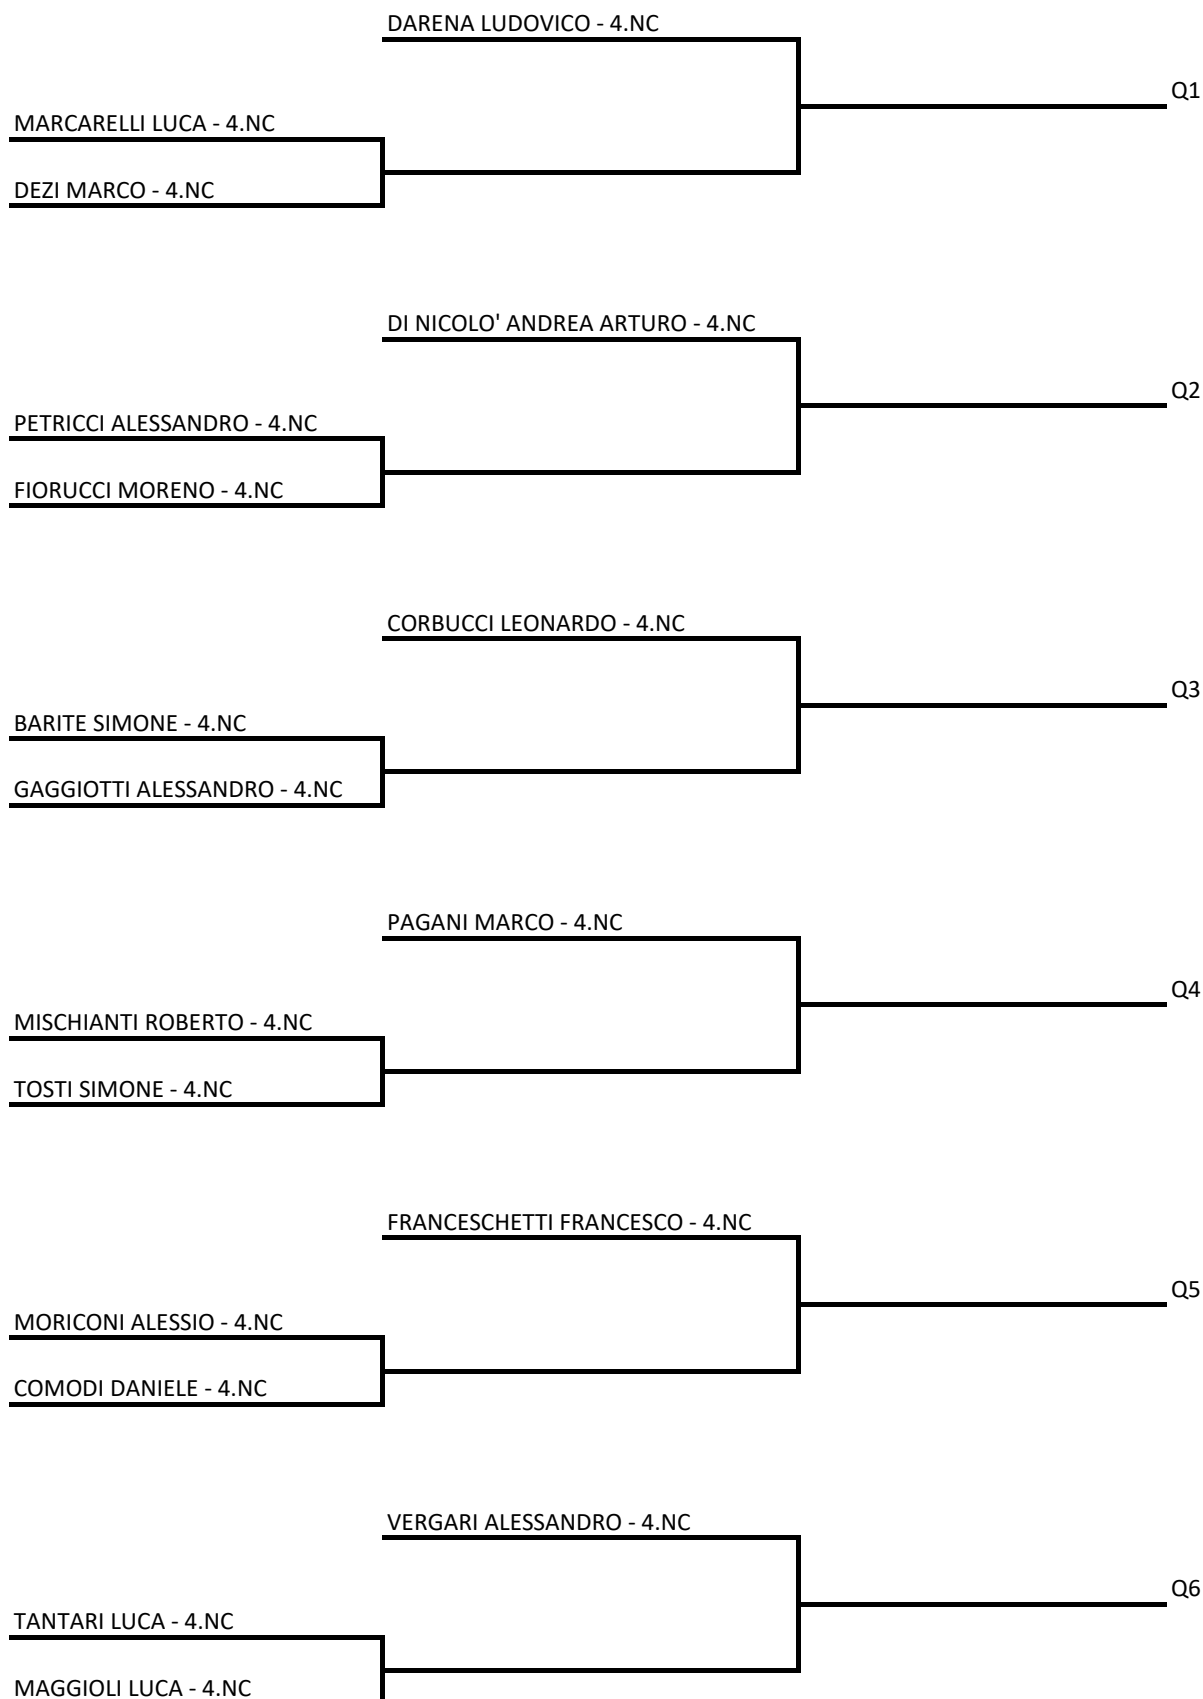 DARENA LUDOVICO - 4.NC
Q1
MARCARELLI LUCA - 4.NC
DEZI MARCO - 4.NC
DI NICOLO' ANDREA ARTURO - 4.NC
Q2
PETRICCI ALESSANDRO - 4.NC
FIORUCCI MORENO - 4.NC
CORBUCCI LEONARDO - 4.NC
Q3
BARITE SIMONE - 4.NC
GAGGIOTTI ALESSANDRO - 4.NC
PAGANI MARCO - 4.NC
Q4
MISCHIANTI ROBERTO - 4.NC
TOSTI SIMONE - 4.NC
FRANCESCHETTI FRANCESCO - 4.NC
Q5
MORICONI ALESSIO - 4.NC
COMODI DANIELE - 4.NC
VERGARI ALESSANDRO - 4.NC
Q6
TANTARI LUCA - 4.NC
MAGGIOLI LUCA - 4.NC